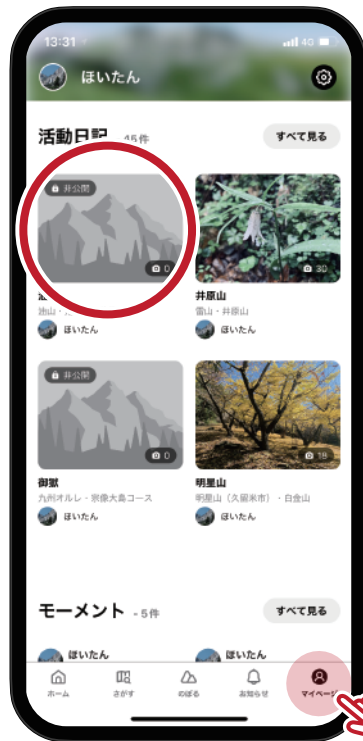 13:31
4G
ほいたん
活動日記 - 45件
すべて見る
非公開
0
30
井原山
雷山・井原山
ほいたん
ほいたん
非公開
0
18
御嶽
明星山
九州オルレ・宗像大島コース
明星山（久留米市）・白金山
ほいたん
ほいたん
モーメント - 5件
すべて見る
ほいたん
ほいたん
ホーム
さがす
のぼる
お知らせ
マイページ